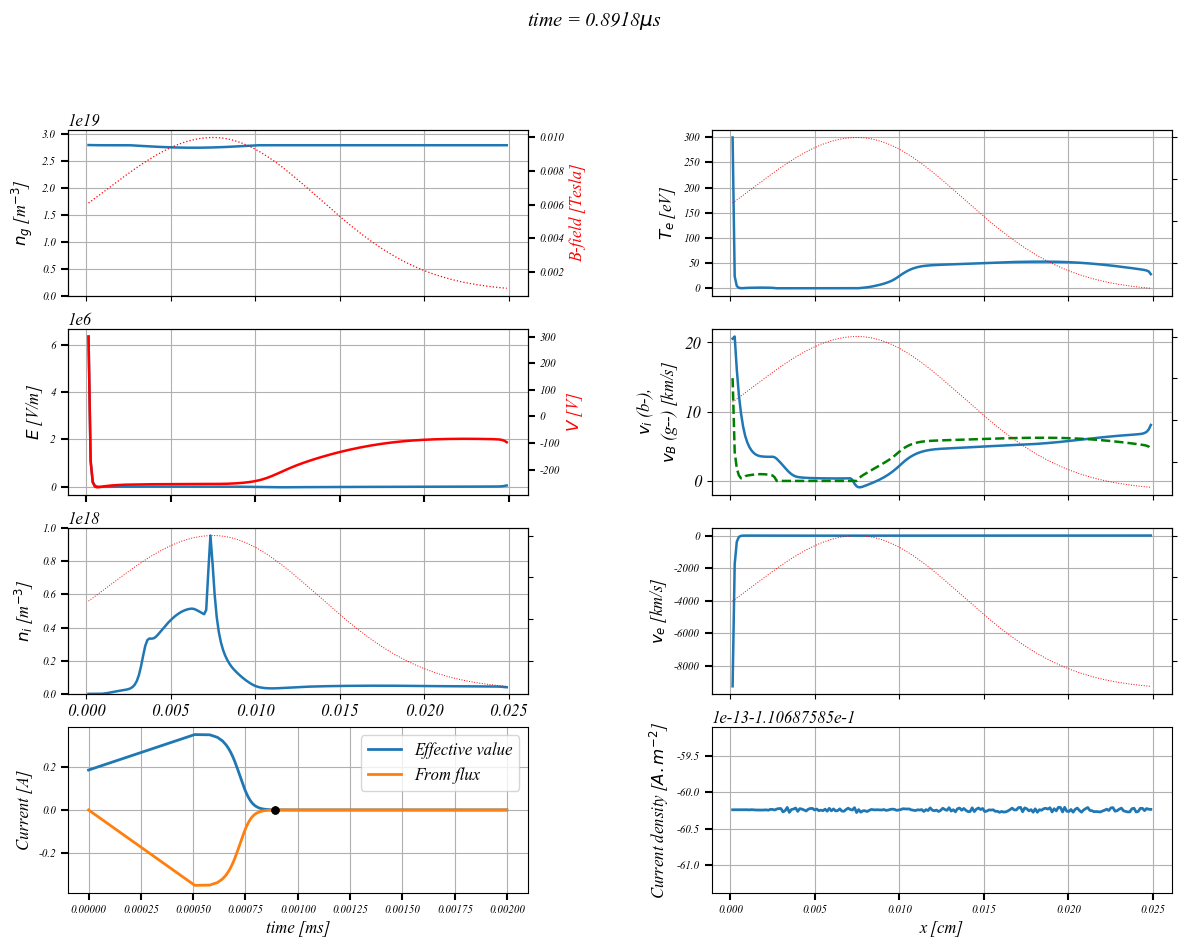 time = 0.8918μs
1e19
3.0
2.5
2.0
1.5
1.0
0.5
0.0
n_g [m⁻³]
0.010
0.008
0.006
0.004
0.002
B-field [Tesla]
300
250
200
150
100
50
0
T_e [eV]
1e6
6
4
2
0
E [V/m]
300
200
100
0
-100
-200
V [V]
20
10
0
v_i (b-),
v_B (g--) [km/s]
1e18
1.0
0.8
0.6
0.4
0.2
0.0
n_i [m⁻³]
0.000 0.005 0.010 0.015 0.020 0.025
0
-2000
-4000
-6000
-8000
v_e [km/s]
0.2
0.0
-0.2
Current [A]
Effective value
From flux
0.00000 0.00025 0.00050 0.00075 0.00100 0.00125 0.00150 0.00175 0.00200
time [ms]
1e-13-1.10687585e-1
-59.5
-60.0
-60.5
-61.0
Current density [A.m⁻²]
0.000 0.005 0.010 0.015 0.020 0.025
x [cm]